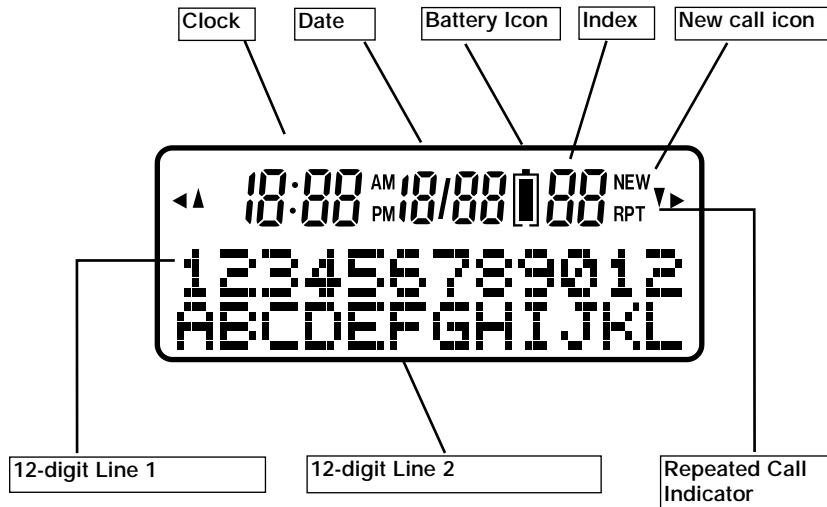 Clock Date Battery Icon Index New call icon
18:88 AM PM 18/88 88 NEW RPT
123456789012
ABCDEFGHIJKL
12-digit Line 1 12-digit Line 2 Repeated Call
Indicator